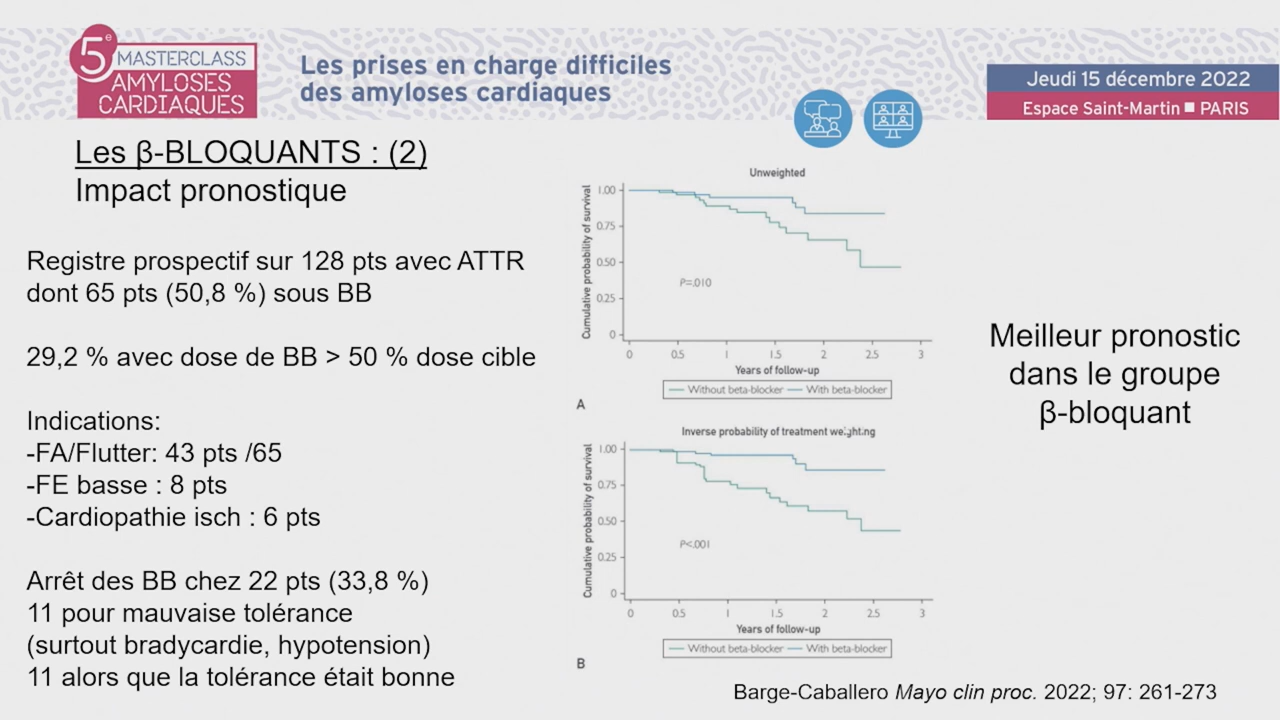 5e MASTERCLASS
AMYLOSES
CARDIAQUES
Les prises en charge difficiles
des amyloses cardiaques
Jeudi 15 décembre 2022
Espace Saint-Martin ■ PARIS
Les β-BLOQUANTS : (2)
Impact pronostique
Registre prospectif sur 128 pts avec ATTR
dont 65 pts (50,8 %) sous BB
29,2 % avec dose de BB > 50 % dose cible
Indications:
-FA/Flutter: 43 pts /65
-FE basse : 8 pts
-Cardiopathie isch : 6 pts
Arrêt des BB chez 22 pts (33,8 %)
11 pour mauvaise tolérance
(surtout bradycardie, hypotension)
11 alors que la tolérance était bonne
Unweighted
Cumulative probability of survival
1.00
0.75
0.50
0.25
0
P=.010
0 0.5 1 1.5 2 2.5 3
Years of follow-up
Without beta-blocker With beta-blocker
A
Inverse probability of treatment weighting
Cumulative probability of survival
1.00
0.75
0.50
0.25
0
P<.001
0 0.5 1 1.5 2 2.5 3
Years of follow-up
Without beta-blocker With beta-blocker
B
Meilleur pronostic
dans le groupe
β-bloquant
Barge-Caballero Mayo clin proc. 2022; 97: 261-273